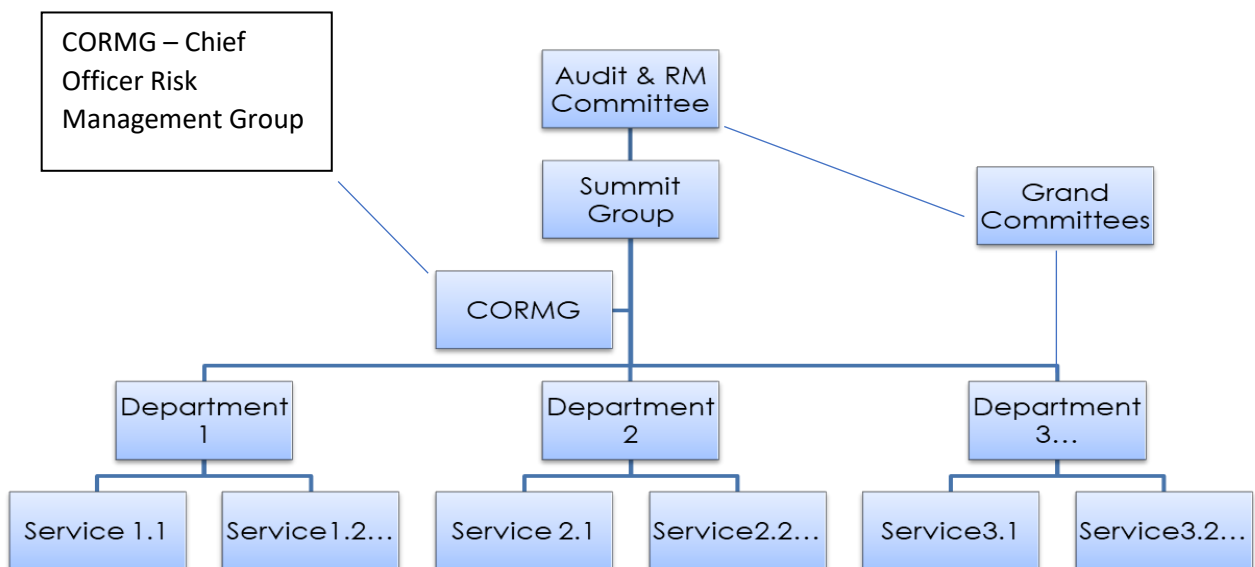 CORMG – Chief
Officer Risk
Management Group
Audit & RM
Committee
Summit
Group
Grand
Committees
CORMG
Department
1
Department
2
Department
3...
Service 1.1
Service1.2...
Service 2.1
Service2.2...
Service3.1
Service3.2...